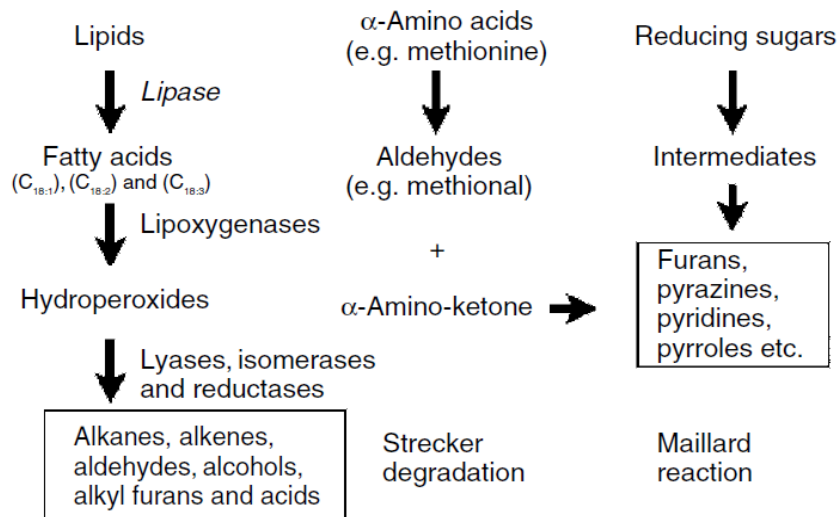 Lipids
Lipase
Fatty acids
(C18:1), (C18:2) and (C18:3)
Lipoxygenases
Hydroperoxides
Lyases, isomerases
and reductases
Alkanes, alkenes,
aldehydes, alcohols,
alkyl furans and acids
α-Amino acids
(e.g. methionine)
Aldehydes
(e.g. methional)
+
α-Amino-ketone
Strecker
degradation
Reducing sugars
Intermediates
Furans,
pyrazines,
pyridines,
pyrroles etc.
Maillard
reaction